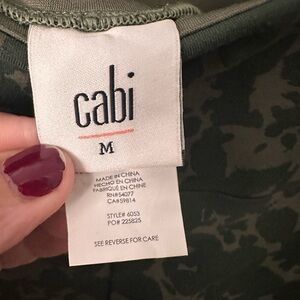 cabi
M
MADE IN CHINA
HECHO EN CHINA
FABRIQUÉ EN CHINE
RN#54077
CA#59814
STYLE# 6053
PO# 225825
SEE REVERSE FOR CARE